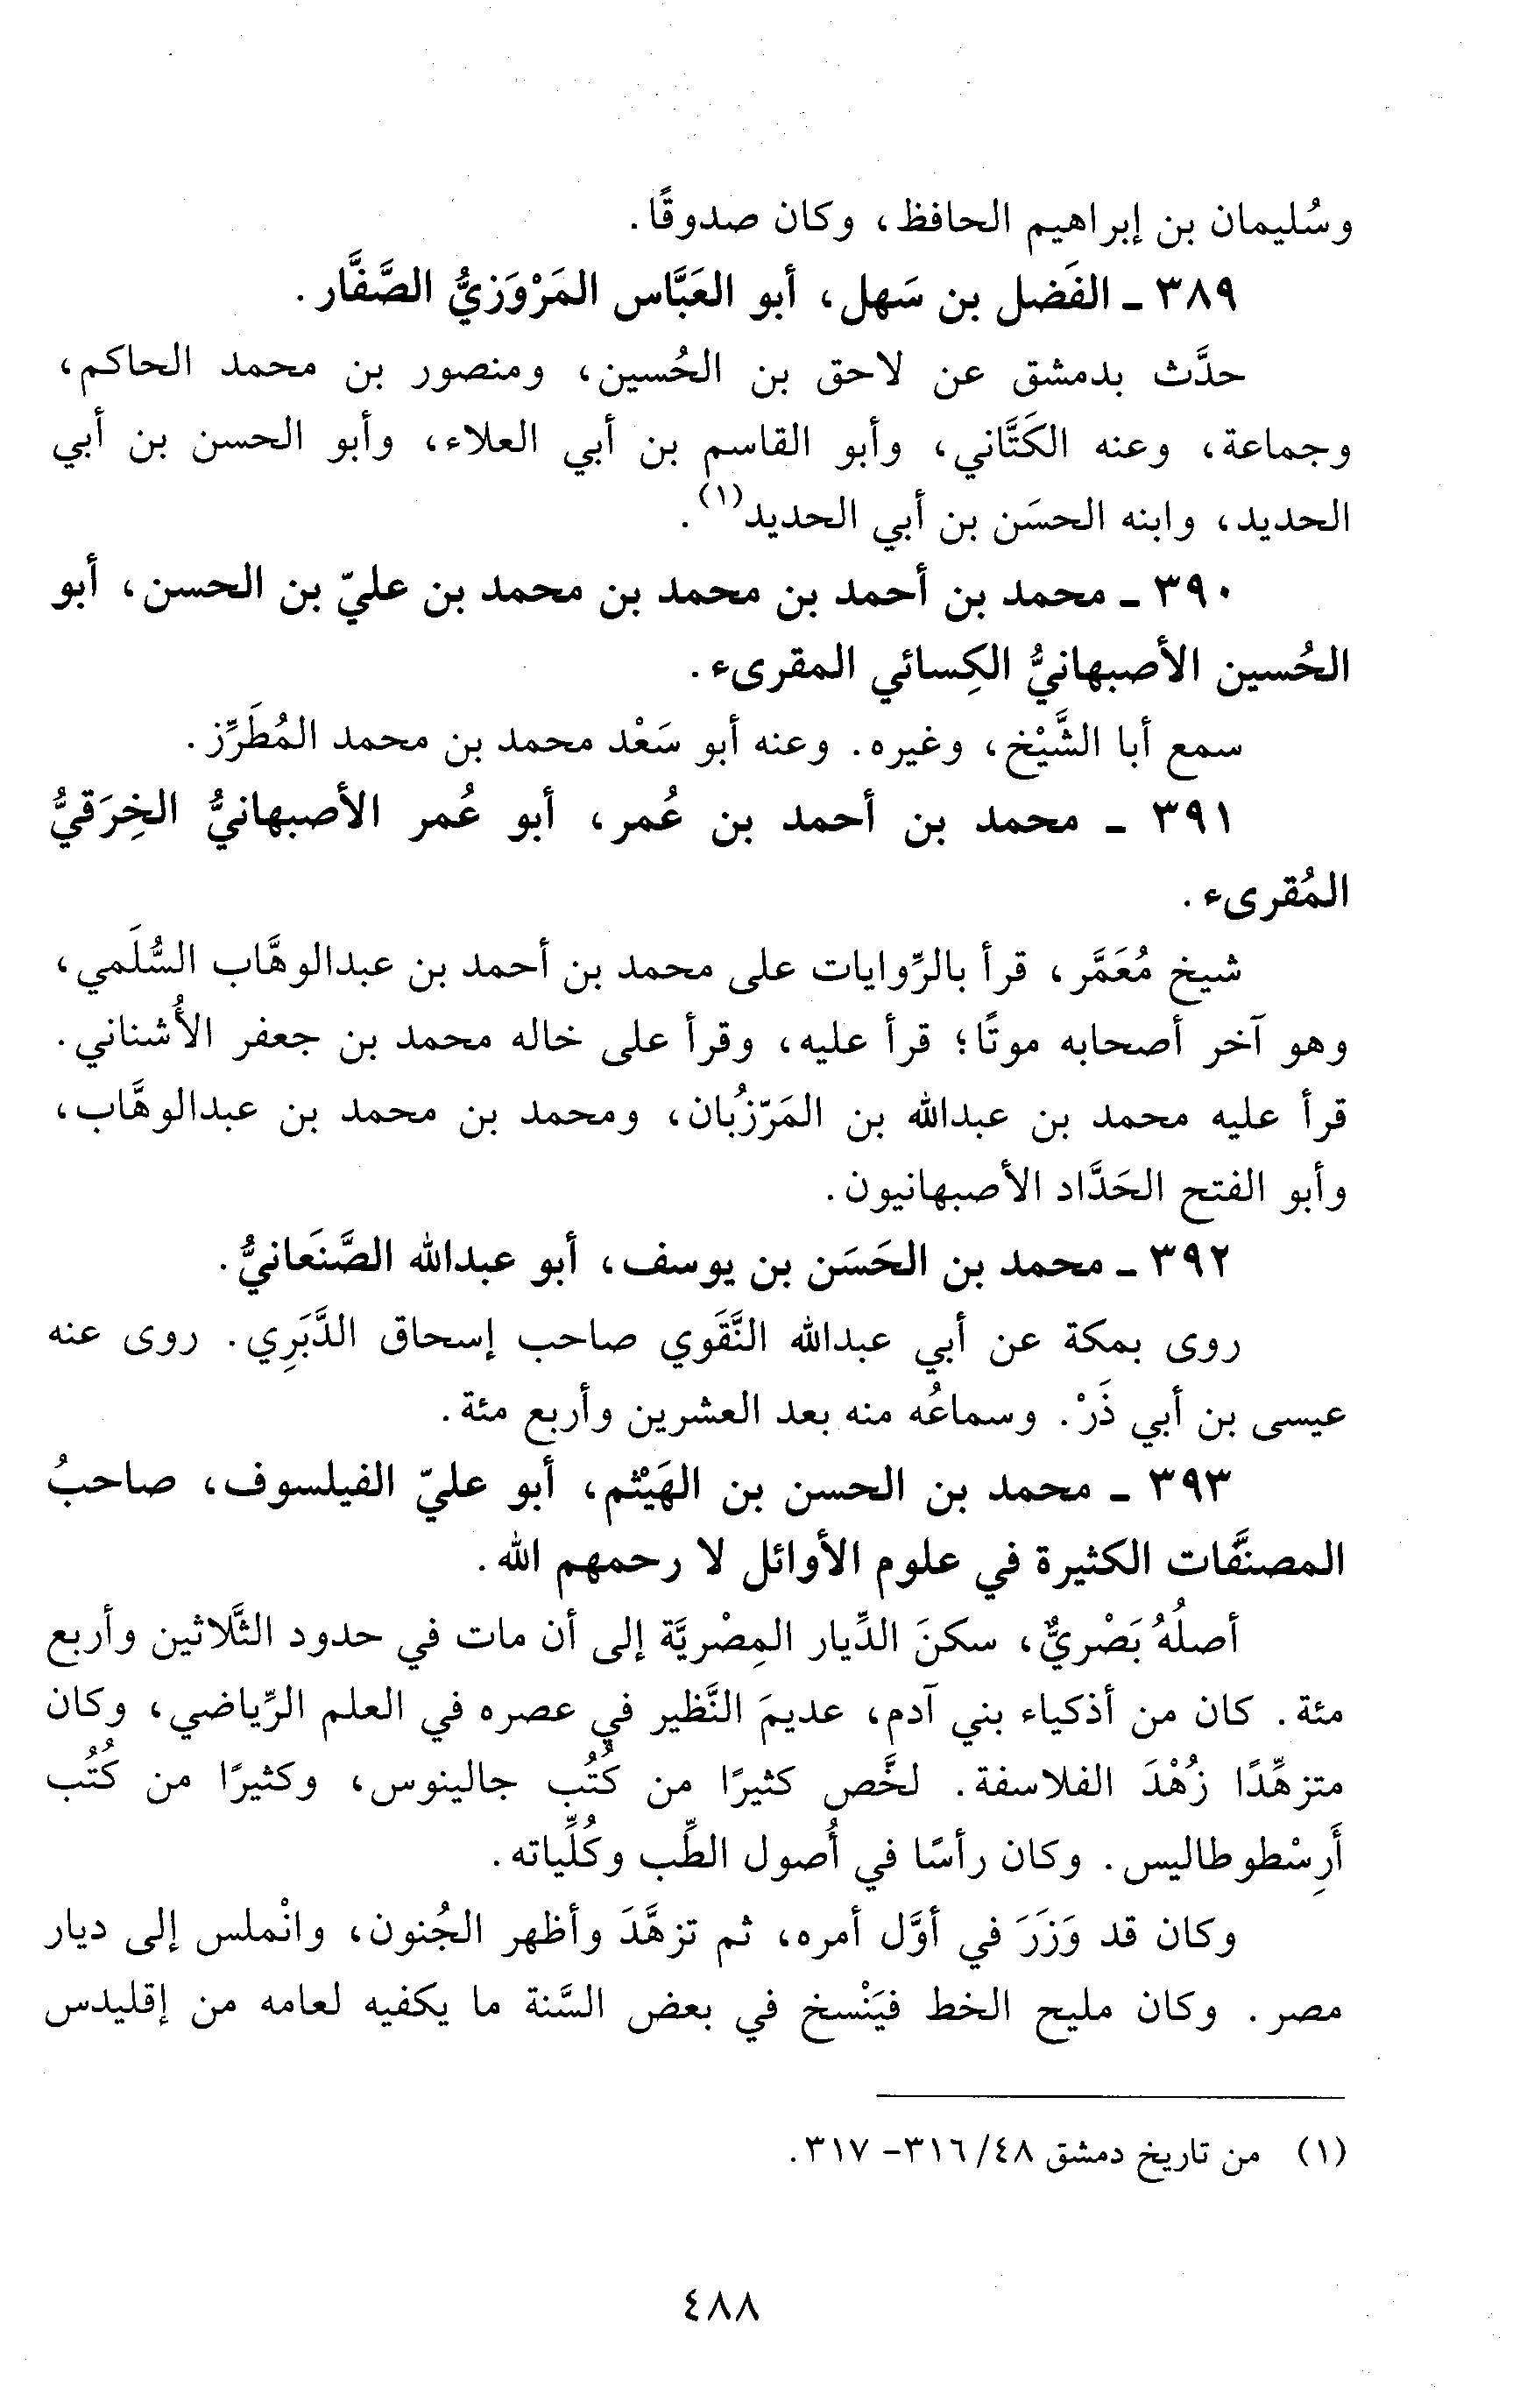 وسُليمان بن إبراهيم الحافظ، وكان صدوقًا.
٣٨٩ ـ الفَضل بن سَهل، أبو العَبَّاس المَرْوَزيُّ الصَّفَّار.
حدَّث بدمشق عن لاحق بن الحُسين، ومنصور بن محمد الحاكم،
وجماعة، وعنه الكَتَّاني، وأبو القاسم بن أبي العلاء، وأبو الحسن بن أبي
الحديد، وابنه الحسَن بن أبي الحديد(١).
٣٩٠ ـ محمد بن أحمد بن محمد بن محمد بن عليّ بن الحسن، أبو
الحُسين الأصبهانيُّ الكِسائي المقرىء.
سمع أبا الشَّيْخ، وغيره. وعنه أبو سَعْد محمد بن محمد المُطَرِّز.
٣٩١ ـ محمد بن أحمد بن عُمر، أبو عُمر الأصبهانيُّ الخِرَقيُّ
المُقرىء.
شيخ مُعَمَّر، قرأ بالرِّوايات على محمد بن أحمد بن عبدالوهَّاب السُّلَمي،
وهو آخر أصحابه موتًا؛ قرأ عليه، وقرأ على خاله محمد بن جعفر الأُشناني.
قرأ عليه محمد بن عبدالله بن المَرّزُبان، ومحمد بن محمد بن عبدالوهَّاب،
وأبو الفتح الحَدَّاد الأصبهانيون.
٣٩٢ ـ محمد بن الحَسَن بن يوسف، أبو عبدالله الصَّنَعانيُّ.
روى بمكة عن أبي عبدالله النَّقَوي صاحب إسحاق الدَّبَرِي. روى عنه
عيسى بن أبي ذَرْ. وسماعُه منه بعد العشرين وأربع مئة.
٣٩٣ ـ محمد بن الحسن بن الهَيْثم، أبو عليّ الفيلسوف، صاحبُ
المصنَّفات الكثيرة في علوم الأوائل لا رحمهم الله.
أصلُهُ بَصْريٌّ، سكنَ الدِّيار المِصْريَّة إلى أن مات في حدود الثَّلاثين وأربع
مئة. كان من أذكياء بني آدم، عديمَ النَّظير في عصره في العلم الرِّياضي، وكان
متزهِّدًا زُهْدَ الفلاسفة. لخَّص كثيرًا من كُتُب جالينوس، وكثيرًا من كُتُب
أَرِسْطوطاليس. وكان رأسًا في أُصول الطِّب وكُلِّياته.
وكان قد وَزَرَ في أوَّل أمره، ثم تزهَّدَ وأظهر الجُنون، وانْملس إلى ديار
مصر. وكان مليح الخط فيَنْسخ في بعض السَّنة ما يكفيه لعامه من إقليدس
(١) من تاريخ دمشق ٤٨/ ٣١٦- ٣١٧.
٤٨٨